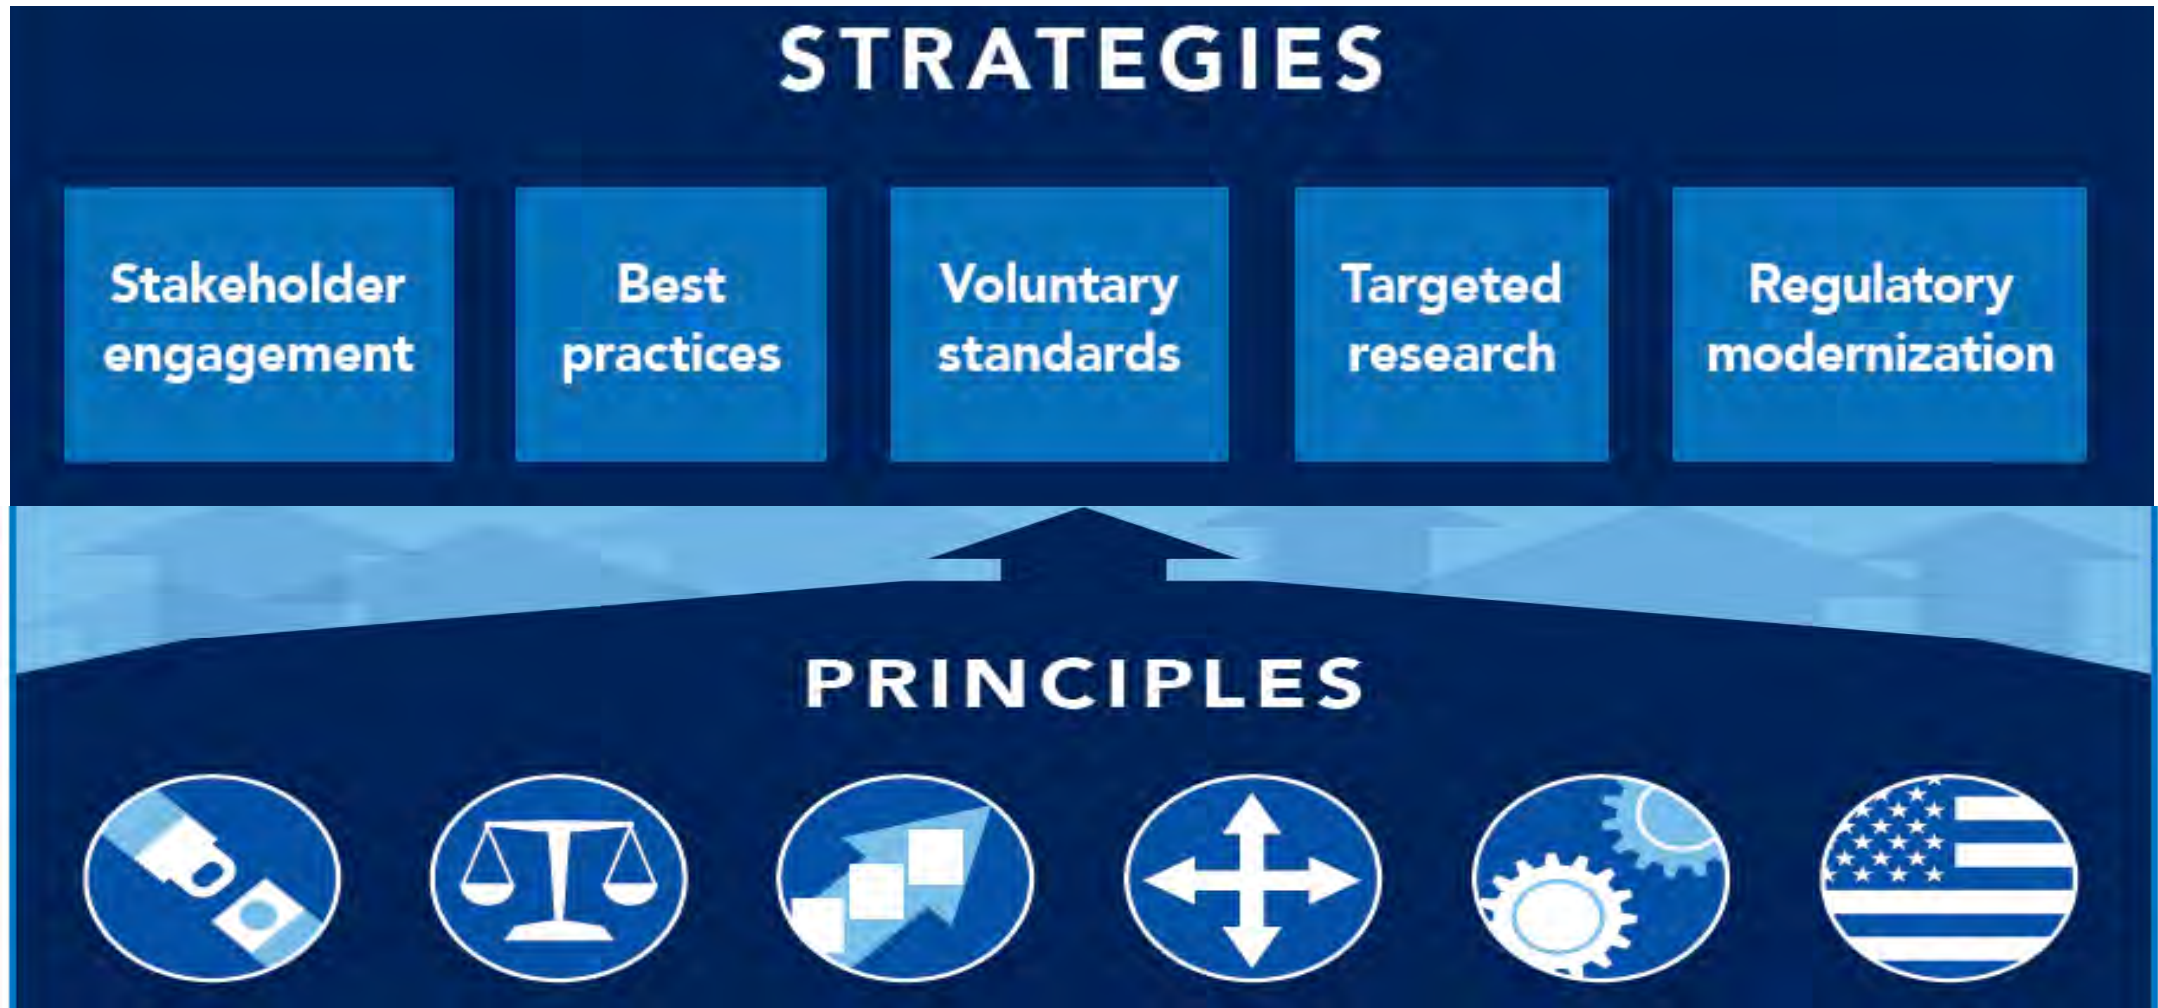 STRATEGIES
Stakeholder
engagement
Best
practices
Voluntary
standards
Targeted
research
Regulatory
modernization
PRINCIPLES